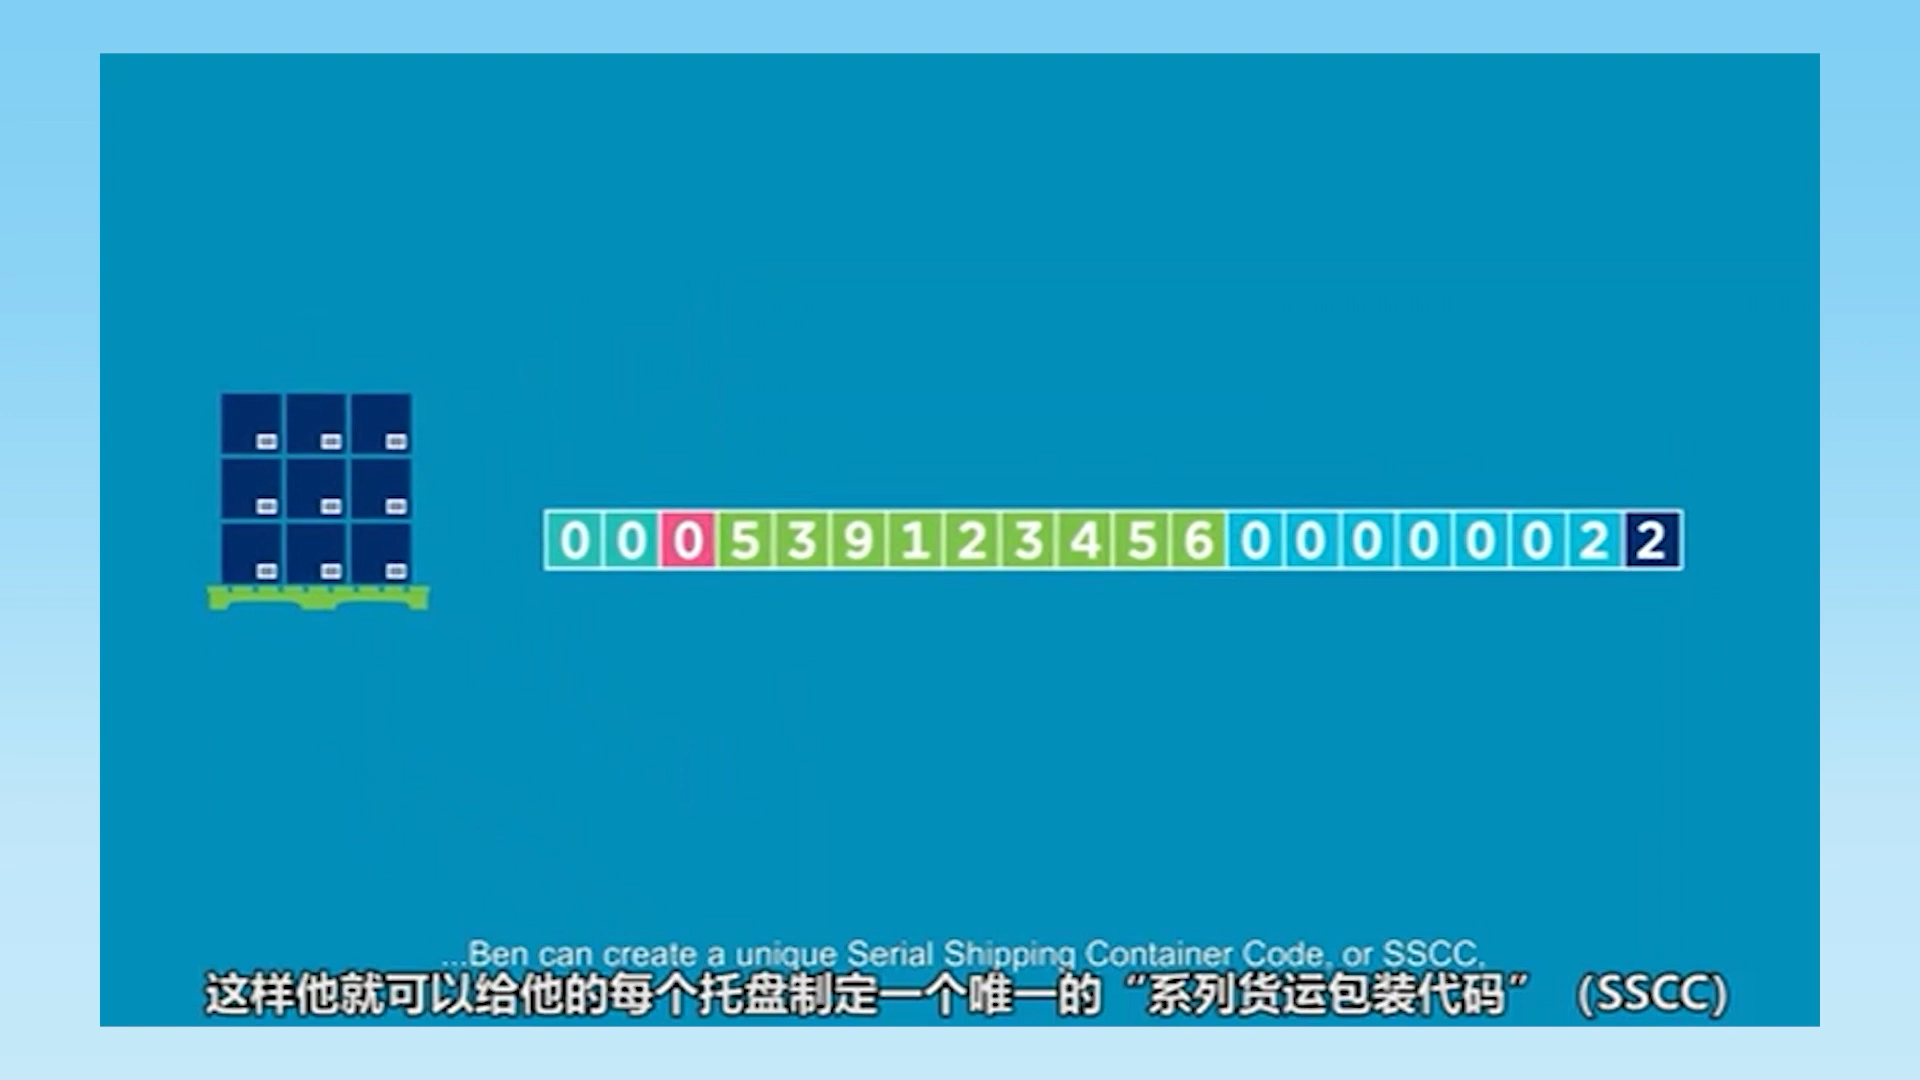 00053912345600000022
...Ben can create a unique Serial Shipping Container Code, or SSCC.
这样他就可以给他的每个托盘制定一个唯一的“系列货运包装代码” (SSCC)